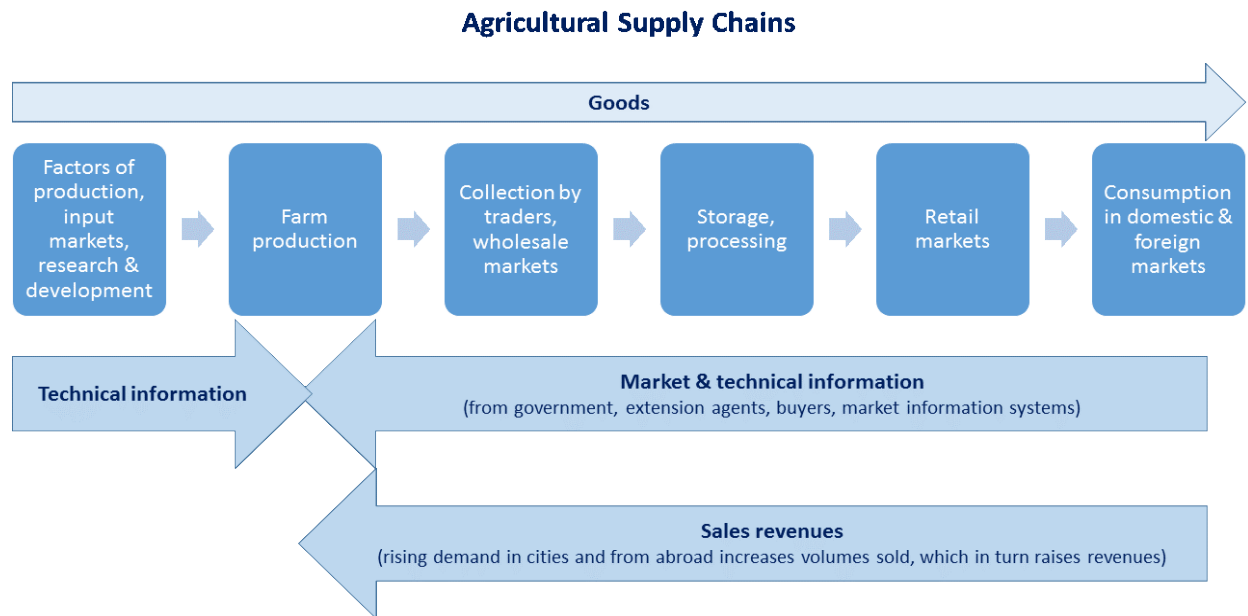 Agricultural Supply Chains
Goods
Factors of
production,
input
markets,
research &
development
Farm
production
Collection by
traders,
wholesale
markets
Storage,
processing
Retail
markets
Consumption
in domestic &
foreign
markets
Technical information
Market & technical information
(from government, extension agents, buyers, market information systems)
Sales revenues
(rising demand in cities and from abroad increases volumes sold, which in turn raises revenues)